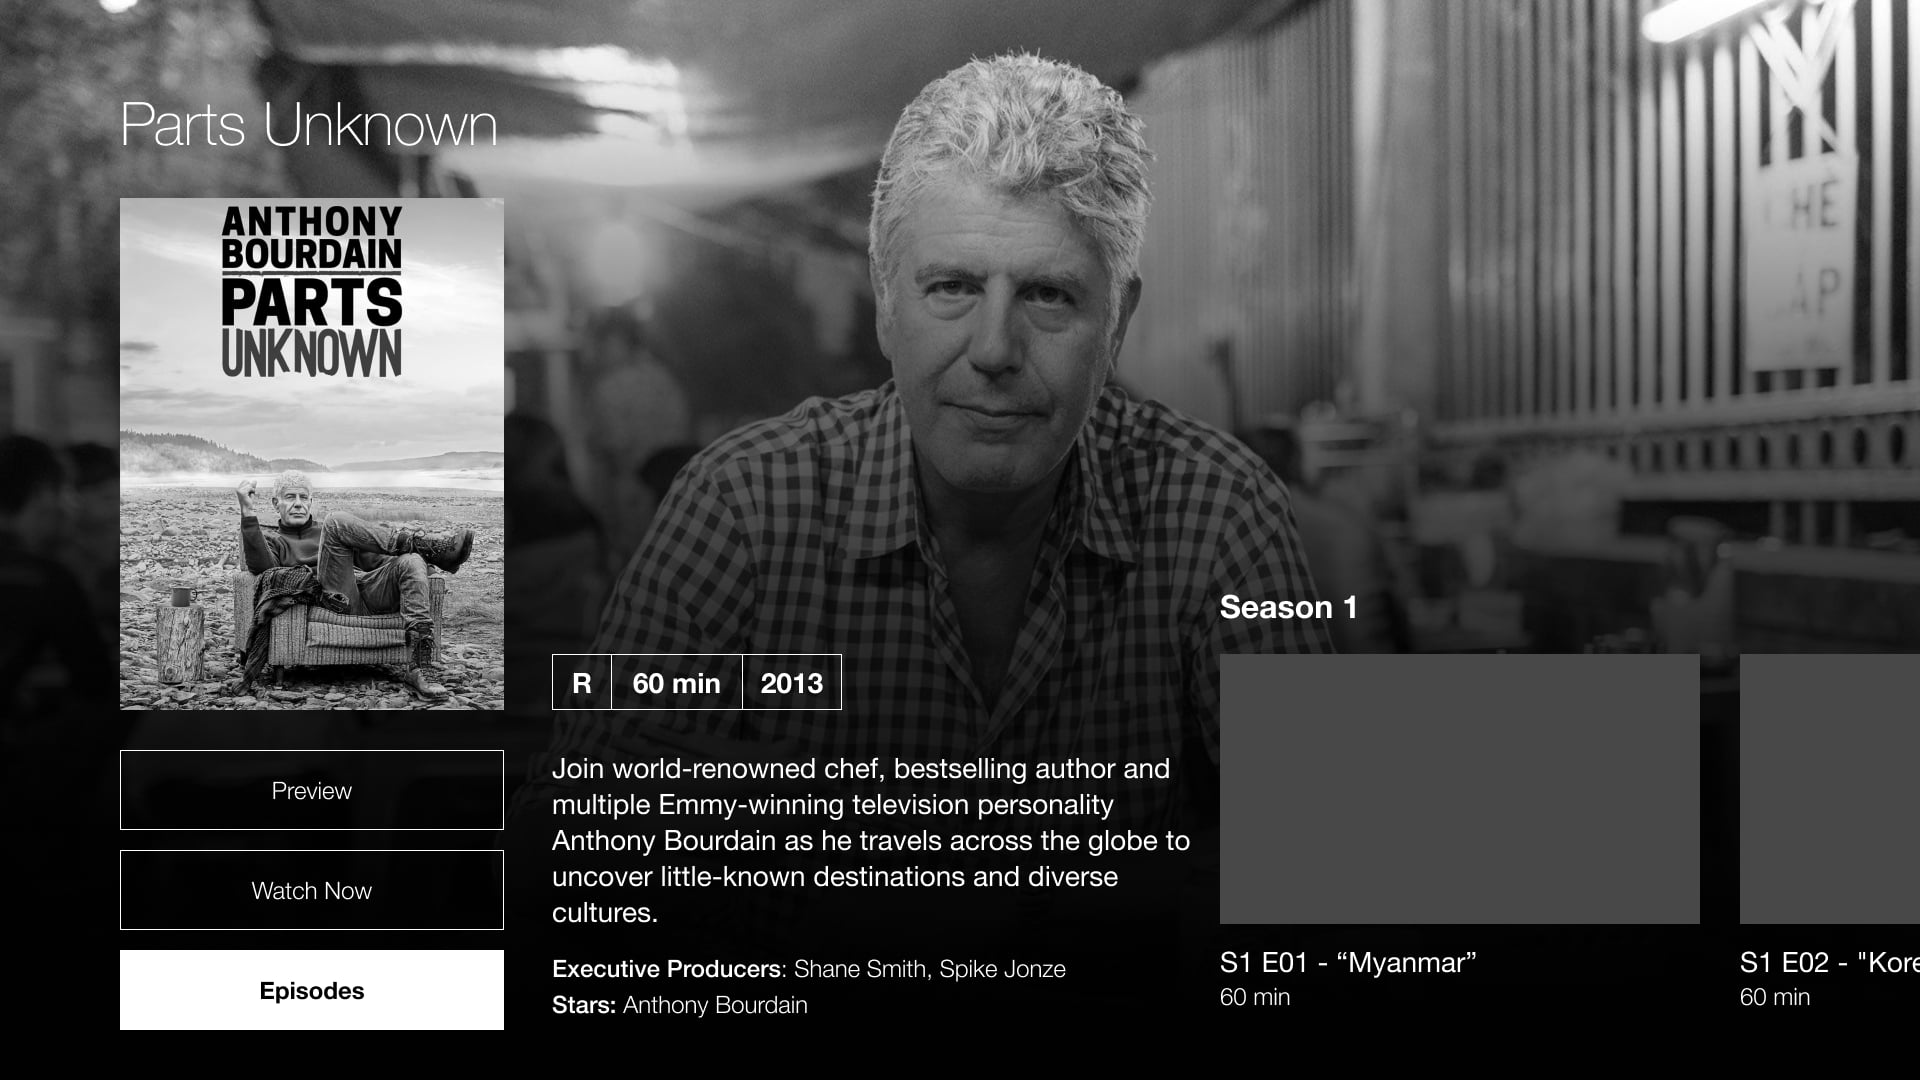 Parts Unknown
ANTHONY
BOURDAIN
PARTS
UNKNOWN
Preview
Watch Now
Episodes
R 60 min 2013
Join world-renowned chef, bestselling author and
multiple Emmy-winning television personality
Anthony Bourdain as he travels across the globe to
uncover little-known destinations and diverse
cultures.
Executive Producers: Shane Smith, Spike Jonze
Stars: Anthony Bourdain
Season 1
S1 E01 - “Myanmar”
60 min
S1 E02 - "Kore
60 min